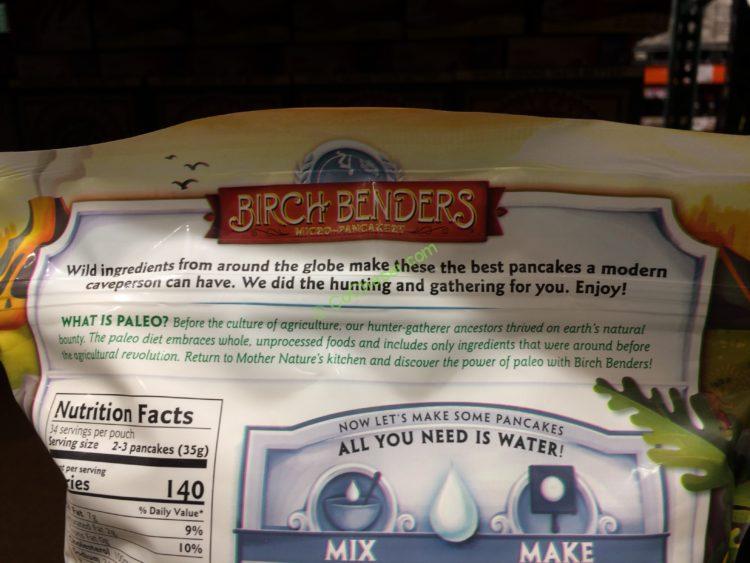 BIRCH BENDERS
MICRO-PANCAKERY
Wild ingredients from around the globe make these the best pancakes a modern
caveperson can have. We did the hunting and gathering for you. Enjoy!
WHAT IS PALEO? Before the culture of agriculture, our hunter-gatherer ancestors thrived on earth's natural
bounty. The paleo diet embraces whole, unprocessed foods and includes only ingredients that were around before
the agricultural revolution. Return to Mother Nature's kitchen and discover the power of paleo with Birch Benders!
Nutrition Facts
34 servings per pouch
Serving size 2-3 pancakes (35g)
per serving
ries 140
% Daily Value*
Fat 7g 9%
10%
NOW LET'S MAKE SOME PANCAKES
ALL YOU NEED IS WATER!
MIX
MAKE